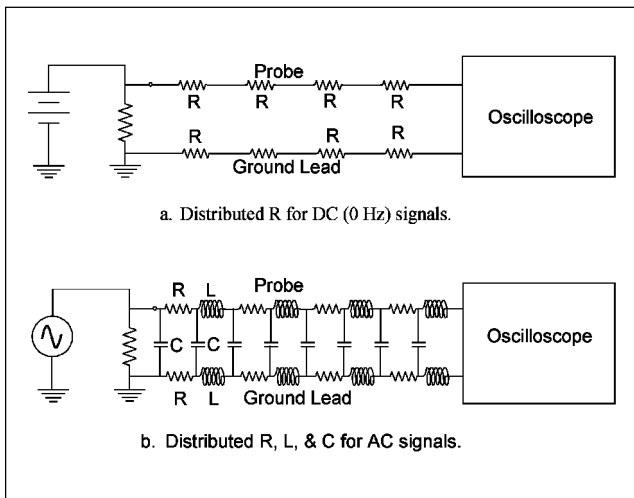 Probe
R R R R
Oscilloscope
R R R
Ground Lead
a. Distributed R for DC (0 Hz) signals.
R L Probe
Oscilloscope
C C
R L Ground Lead
b. Distributed R, L, & C for AC signals.